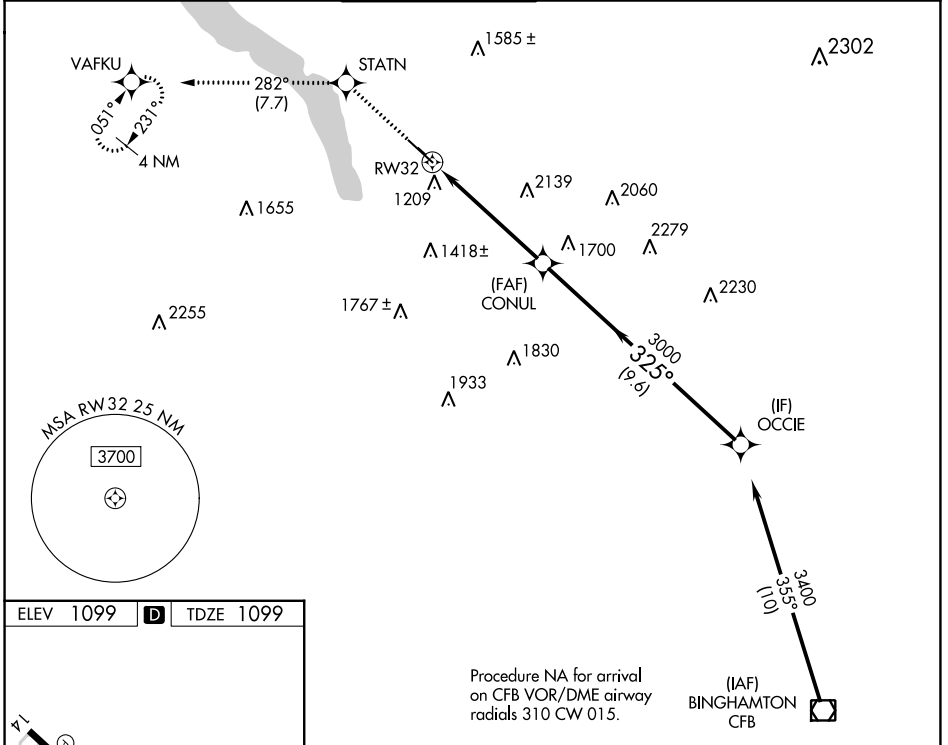 1585 ±
2302
VAFKU
STATN
282°
(7.7)
051°
231°
4 NM
RW32
1209
2139
2060
1655
1418±
1700
2279
(FAF)
CONUL
2230
1767 ±
2255
1830
3000
325°
(9.6)
1933
(IF)
OCCIE
MSA RW32 25 NM
3700
3400
355°
(10)
ELEV 1099 D TDZE 1099
Procedure NA for arrival
on CFB VOR/DME airway
radials 310 CW 015.
(IAF)
BINGHAMTON
CFB
14